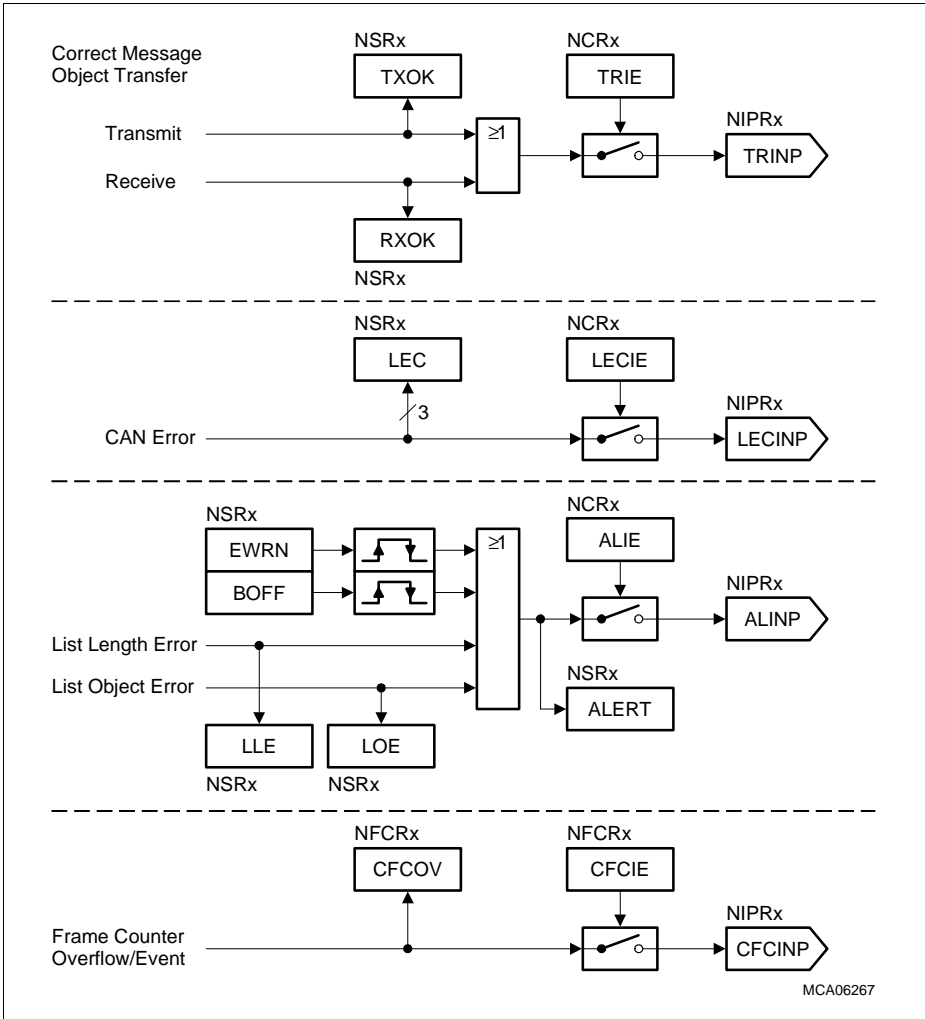 Correct Message
Object Transfer
NSRx
TXOK
NCRx
TRIE
Transmit
≥1
NIPRx
TRINP
Receive
RXOK
NSRx
NSRx
LEC
NCRx
LECIE
3
NIPRx
CAN Error
LECINP
NSRx
EWRN
BOFF
≥1
NCRx
ALIE
NIPRx
ALINP
List Length Error
List Object Error
NSRx
ALERT
LLE
LOE
NSRx
NSRx
NFCRx
CFCOV
NFCRx
CFCIE
NIPRx
Frame Counter
Overflow/Event
CFCINP
MCA06267